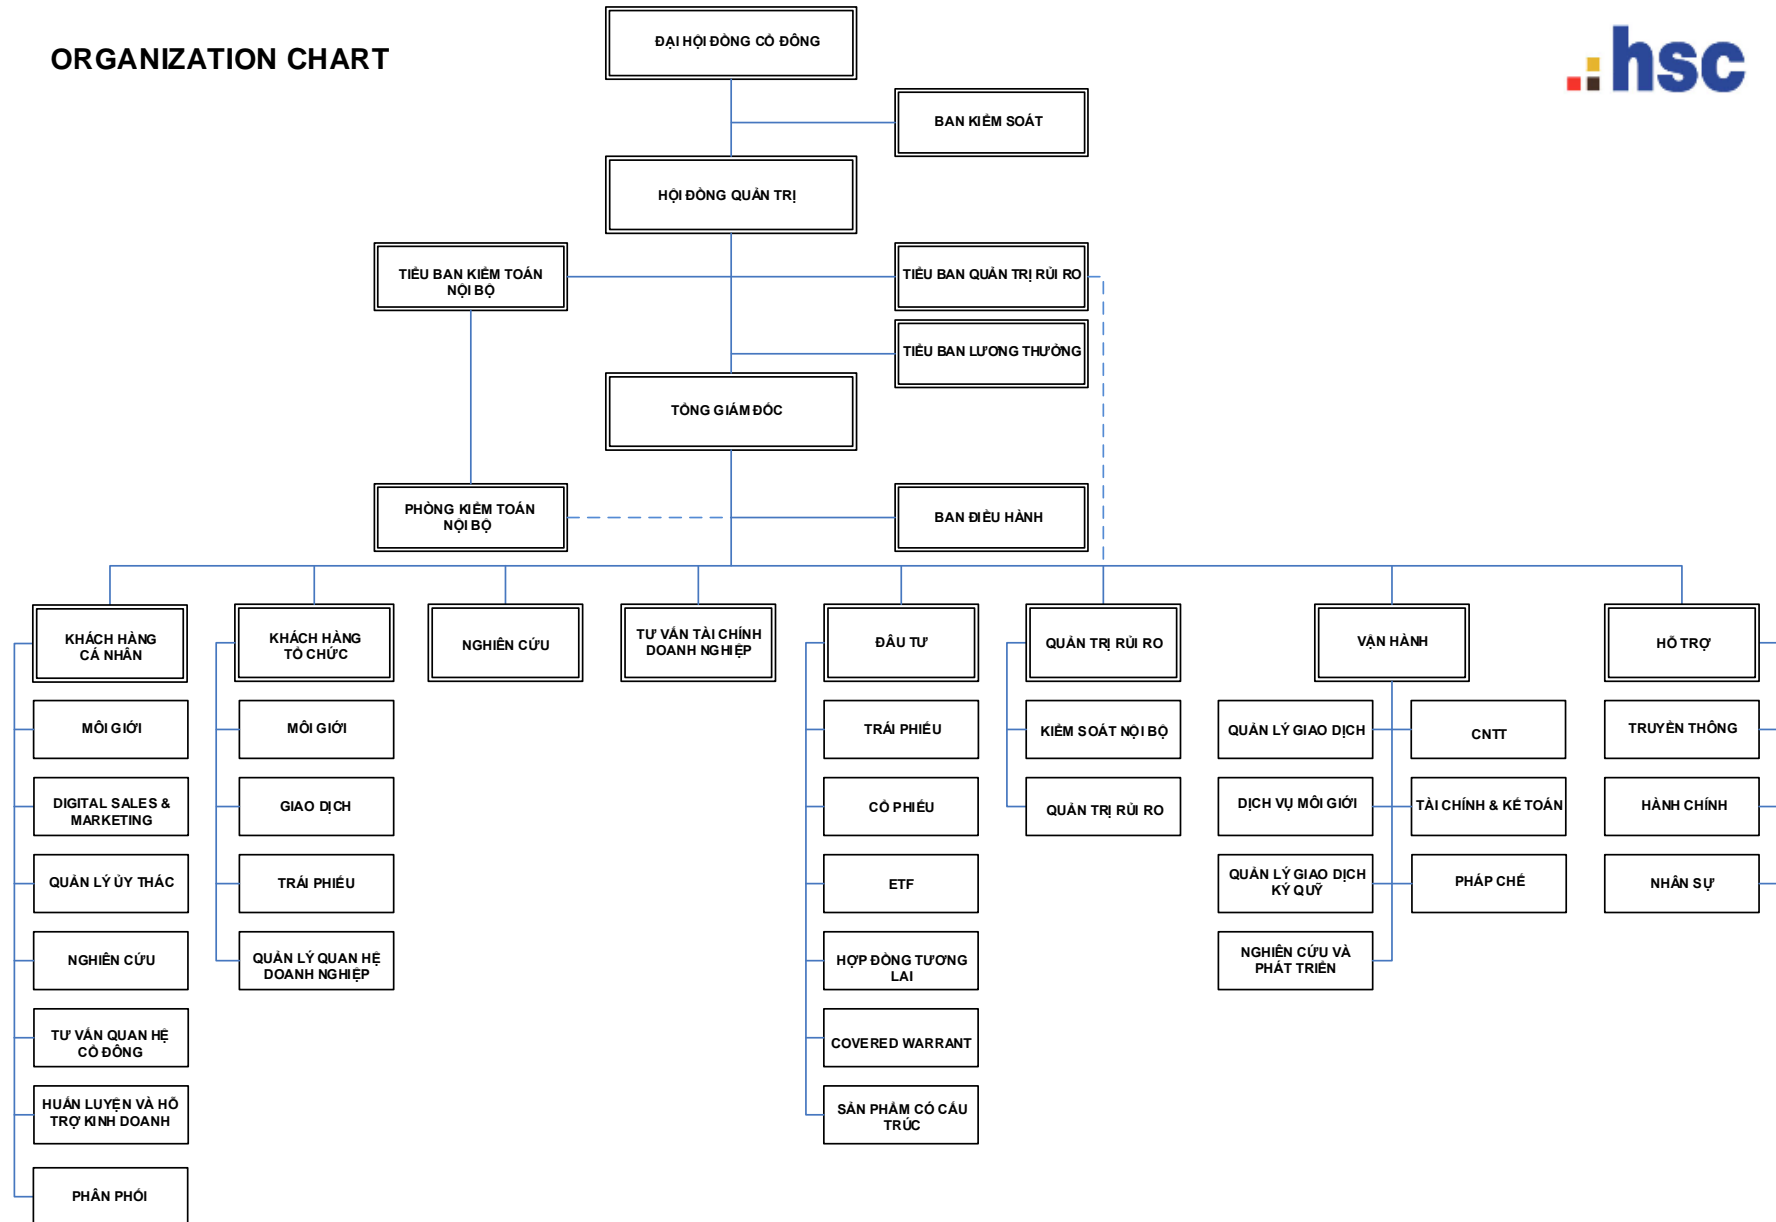 ORGANIZATION CHART
ĐẠI HỘI ĐỒNG CỔ ĐÔNG
hsc
BAN KIỂM SOÁT
HỘI ĐỒNG QUẢN TRỊ
TIỂU BAN KIỂM TOÁN
NỘI BỘ
TIỂU BAN QUẢN TRỊ RỦI RO
TIỂU BAN LƯƠNG THƯỞNG
TỔNG GIÁM ĐỐC
PHÒNG KIỂM TOÁN
NỘI BỘ
BAN ĐIỀU HÀNH
KHÁCH HÀNG
CÁ NHÂN
KHÁCH HÀNG
TỔ CHỨC
NGHIÊN CỨU
TƯ VẤN TÀI CHÍNH
DOANH NGHIỆP
ĐẦU TƯ
QUẢN TRỊ RỦI RO
VẬN HÀNH
HỖ TRỢ
MÔI GIỚI
MÔI GIỚI
TRÁI PHIẾU
KIỂM SOÁT NỘI BỘ
QUẢN LÝ GIAO DỊCH
CNTT
TRUYỀN THÔNG
DIGITAL SALES &
MARKETING
GIAO DỊCH
CỔ PHIẾU
QUẢN TRỊ RỦI RO
DỊCH VỤ MÔI GIỚI
TÀI CHÍNH & KẾ TOÁN
HÀNH CHÍNH
QUẢN LÝ ỦY THÁC
TRÁI PHIẾU
ETF
QUẢN LÝ GIAO DỊCH
KÝ QUỸ
PHÁP CHẾ
NHÂN SỰ
NGHIÊN CỨU
QUẢN LÝ QUAN HỆ
DOANH NGHIỆP
HỢP ĐỒNG TƯƠNG
LAI
NGHIÊN CỨU VÀ
PHÁT TRIỂN
TƯ VẤN QUAN HỆ
CỔ ĐÔNG
COVERED WARRANT
HUẤN LUYỆN VÀ HỖ
TRỢ KINH DOANH
SẢN PHẨM CÓ CẤU
TRÚC
PHÂN PHỐI